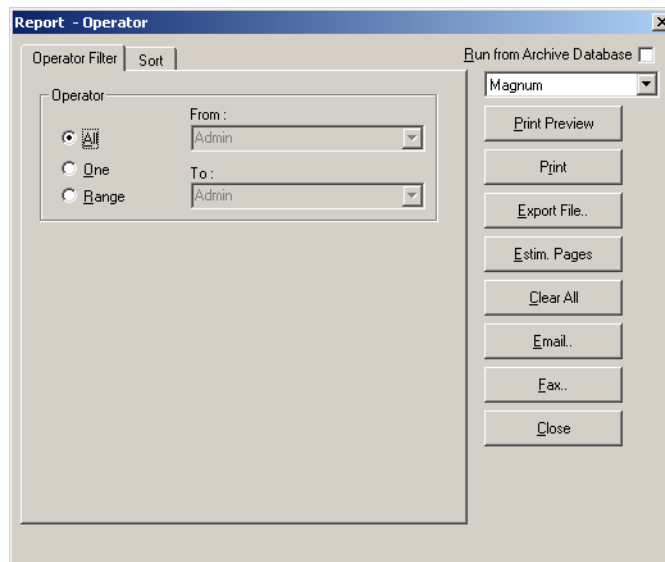 Report - Operator
Operator Filter
Sort
Run from Archive Database
Magnum
Operator
From :
All
Admin
One
To :
Range
Admin
Print Preview
Print
Export File..
Estim. Pages
Clear All
Email..
Fax..
Close